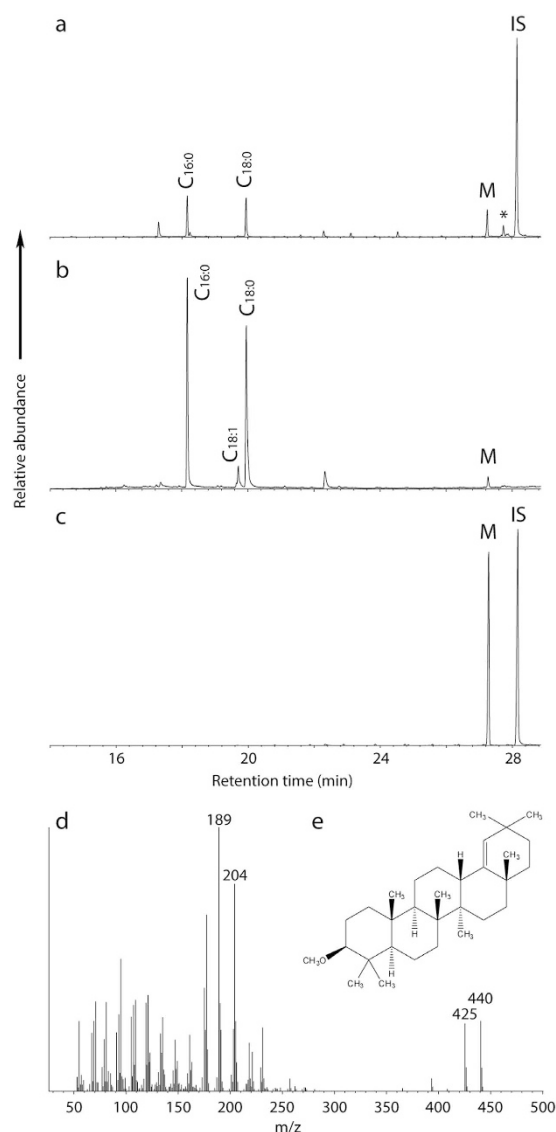 a
IS
C16:0
C18:0
M
*
b
C16:0
C18:0
C18:1
M
Relative abundance
c
M
IS
16
20
24
28
Retention time (min)
d
e
189
204
CH3
CH3
H
CH3
CH3
CH3
H
CH3
CH3O
H
H3C
CH3
440
425
50
100
150
200
250
300
350
400
450
500
m/z